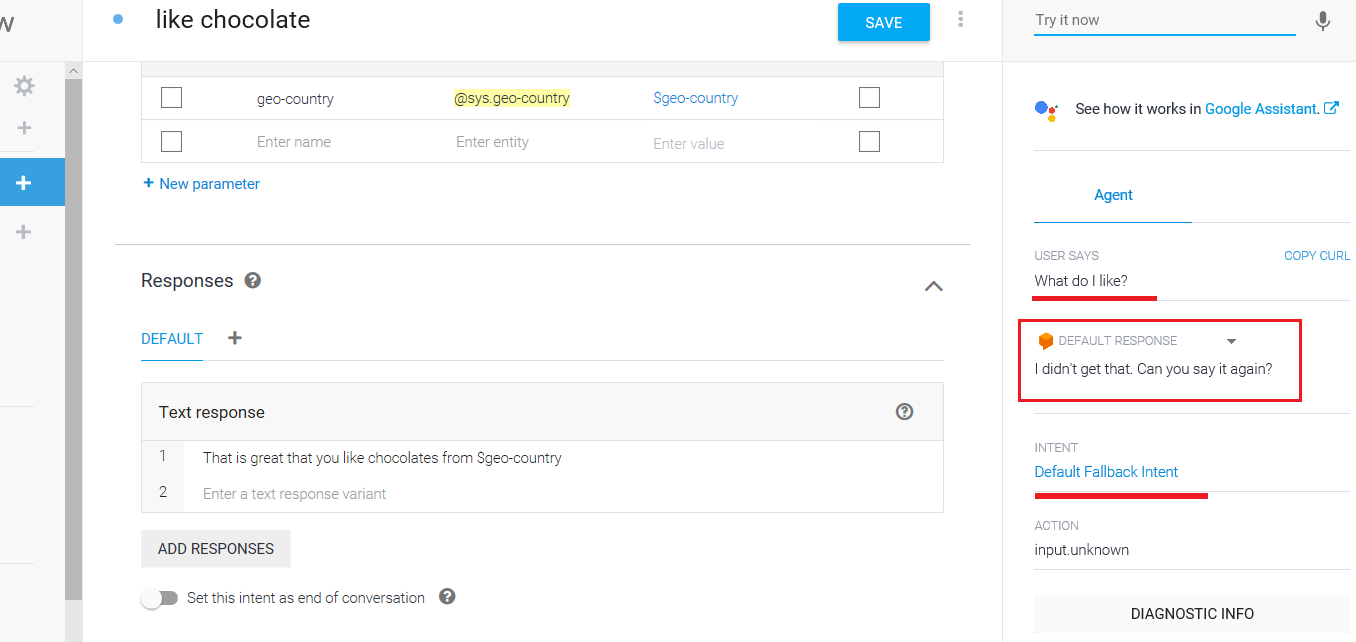 like chocolate
SAVE
geo-country @sys.geo-country $geo-country
Enter name Enter entity Enter value
+ New parameter
Responses ?
DEFAULT +
Text response ?
1 That is great that you like chocolates from $geo-country
2 Enter a text response variant
ADD RESPONSES
Set this intent as end of conversation ?
Try it now
See how it works in Google Assistant.
Agent
USER SAYS COPY CURL
What do I like?
DEFAULT RESPONSE
I didn't get that. Can you say it again?
INTENT
Default Fallback Intent
ACTION
input.unknown
DIAGNOSTIC INFO